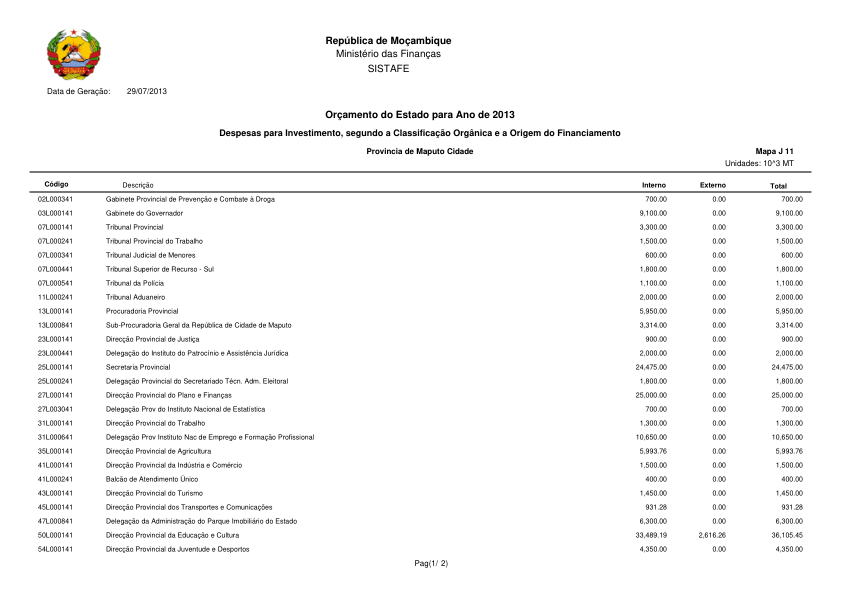 República de Moçambique
Ministério das Finanças
SISTAFE
Data de Geração: 29/07/2013
Orçamento do Estado para Ano de 2013
Despesas para Investimento, segundo a Classificação Orgânica e a Origem do Financiamento
Provincia de Maputo Cidade Mapa J 11
Unidades: 10^3 MT
Código Descrição Interno Externo Total
02L000341 Gabinete Provincial de Prevenção e Combate à Droga 700.00 0.00 700.00
03L000141 Gabinete do Governador 9,100.00 0.00 9,100.00
07L000141 Tribunal Provincial 3,300.00 0.00 3,300.00
07L000241 Tribunal Provincial do Trabalho 1,500.00 0.00 1,500.00
07L000341 Tribunal Judicial de Menores 600.00 0.00 600.00
07L000441 Tribunal Superior de Recurso - Sul 1,800.00 0.00 1,800.00
07L000541 Tribunal da Polícia 1,100.00 0.00 1,100.00
11L000241 Tribunal Aduaneiro 2,000.00 0.00 2,000.00
13L000141 Procuradoria Provincial 5,950.00 0.00 5,950.00
13L000841 Sub-Procuradoria Geral da República de Cidade de Maputo 3,314.00 0.00 3,314.00
23L000141 Direcção Provincial de Justiça 900.00 0.00 900.00
23L000441 Delegação do Instituto do Patrocínio e Assistência Jurídica 2,000.00 0.00 2,000.00
25L000141 Secretaria Provincial 24,475.00 0.00 24,475.00
25L000241 Delegação Provincial do Secretariado Técn. Adm. Eleitoral 1,800.00 0.00 1,800.00
27L000141 Direcção Provincial do Plano e Finanças 25,000.00 0.00 25,000.00
27L003041 Delegação Prov do Instituto Nacional de Estatística 700.00 0.00 700.00
31L000141 Direcção Provincial do Trabalho 1,300.00 0.00 1,300.00
31L000641 Delegação Prov Instituto Nac de Emprego e Formação Profissional 10,650.00 0.00 10,650.00
35L000141 Direcção Provincial de Agricultura 5,993.76 0.00 5,993.76
41L000141 Direcção Provincial da Indústria e Comércio 1,500.00 0.00 1,500.00
41L000241 Balcão de Atendimento Único 400.00 0.00 400.00
43L000141 Direcção Provincial do Turismo 1,450.00 0.00 1,450.00
45L000141 Direcção Provincial dos Transportes e Comunicações 931.28 0.00 931.28
47L000841 Delegação da Administração do Parque Imobiliário do Estado 6,300.00 0.00 6,300.00
50L000141 Direcção Provincial da Educação e Cultura 33,489.19 2,616.26 36,105.45
54L000141 Direcção Provincial da Juventude e Desportos 4,350.00 0.00 4,350.00
Pag(1/ 2)